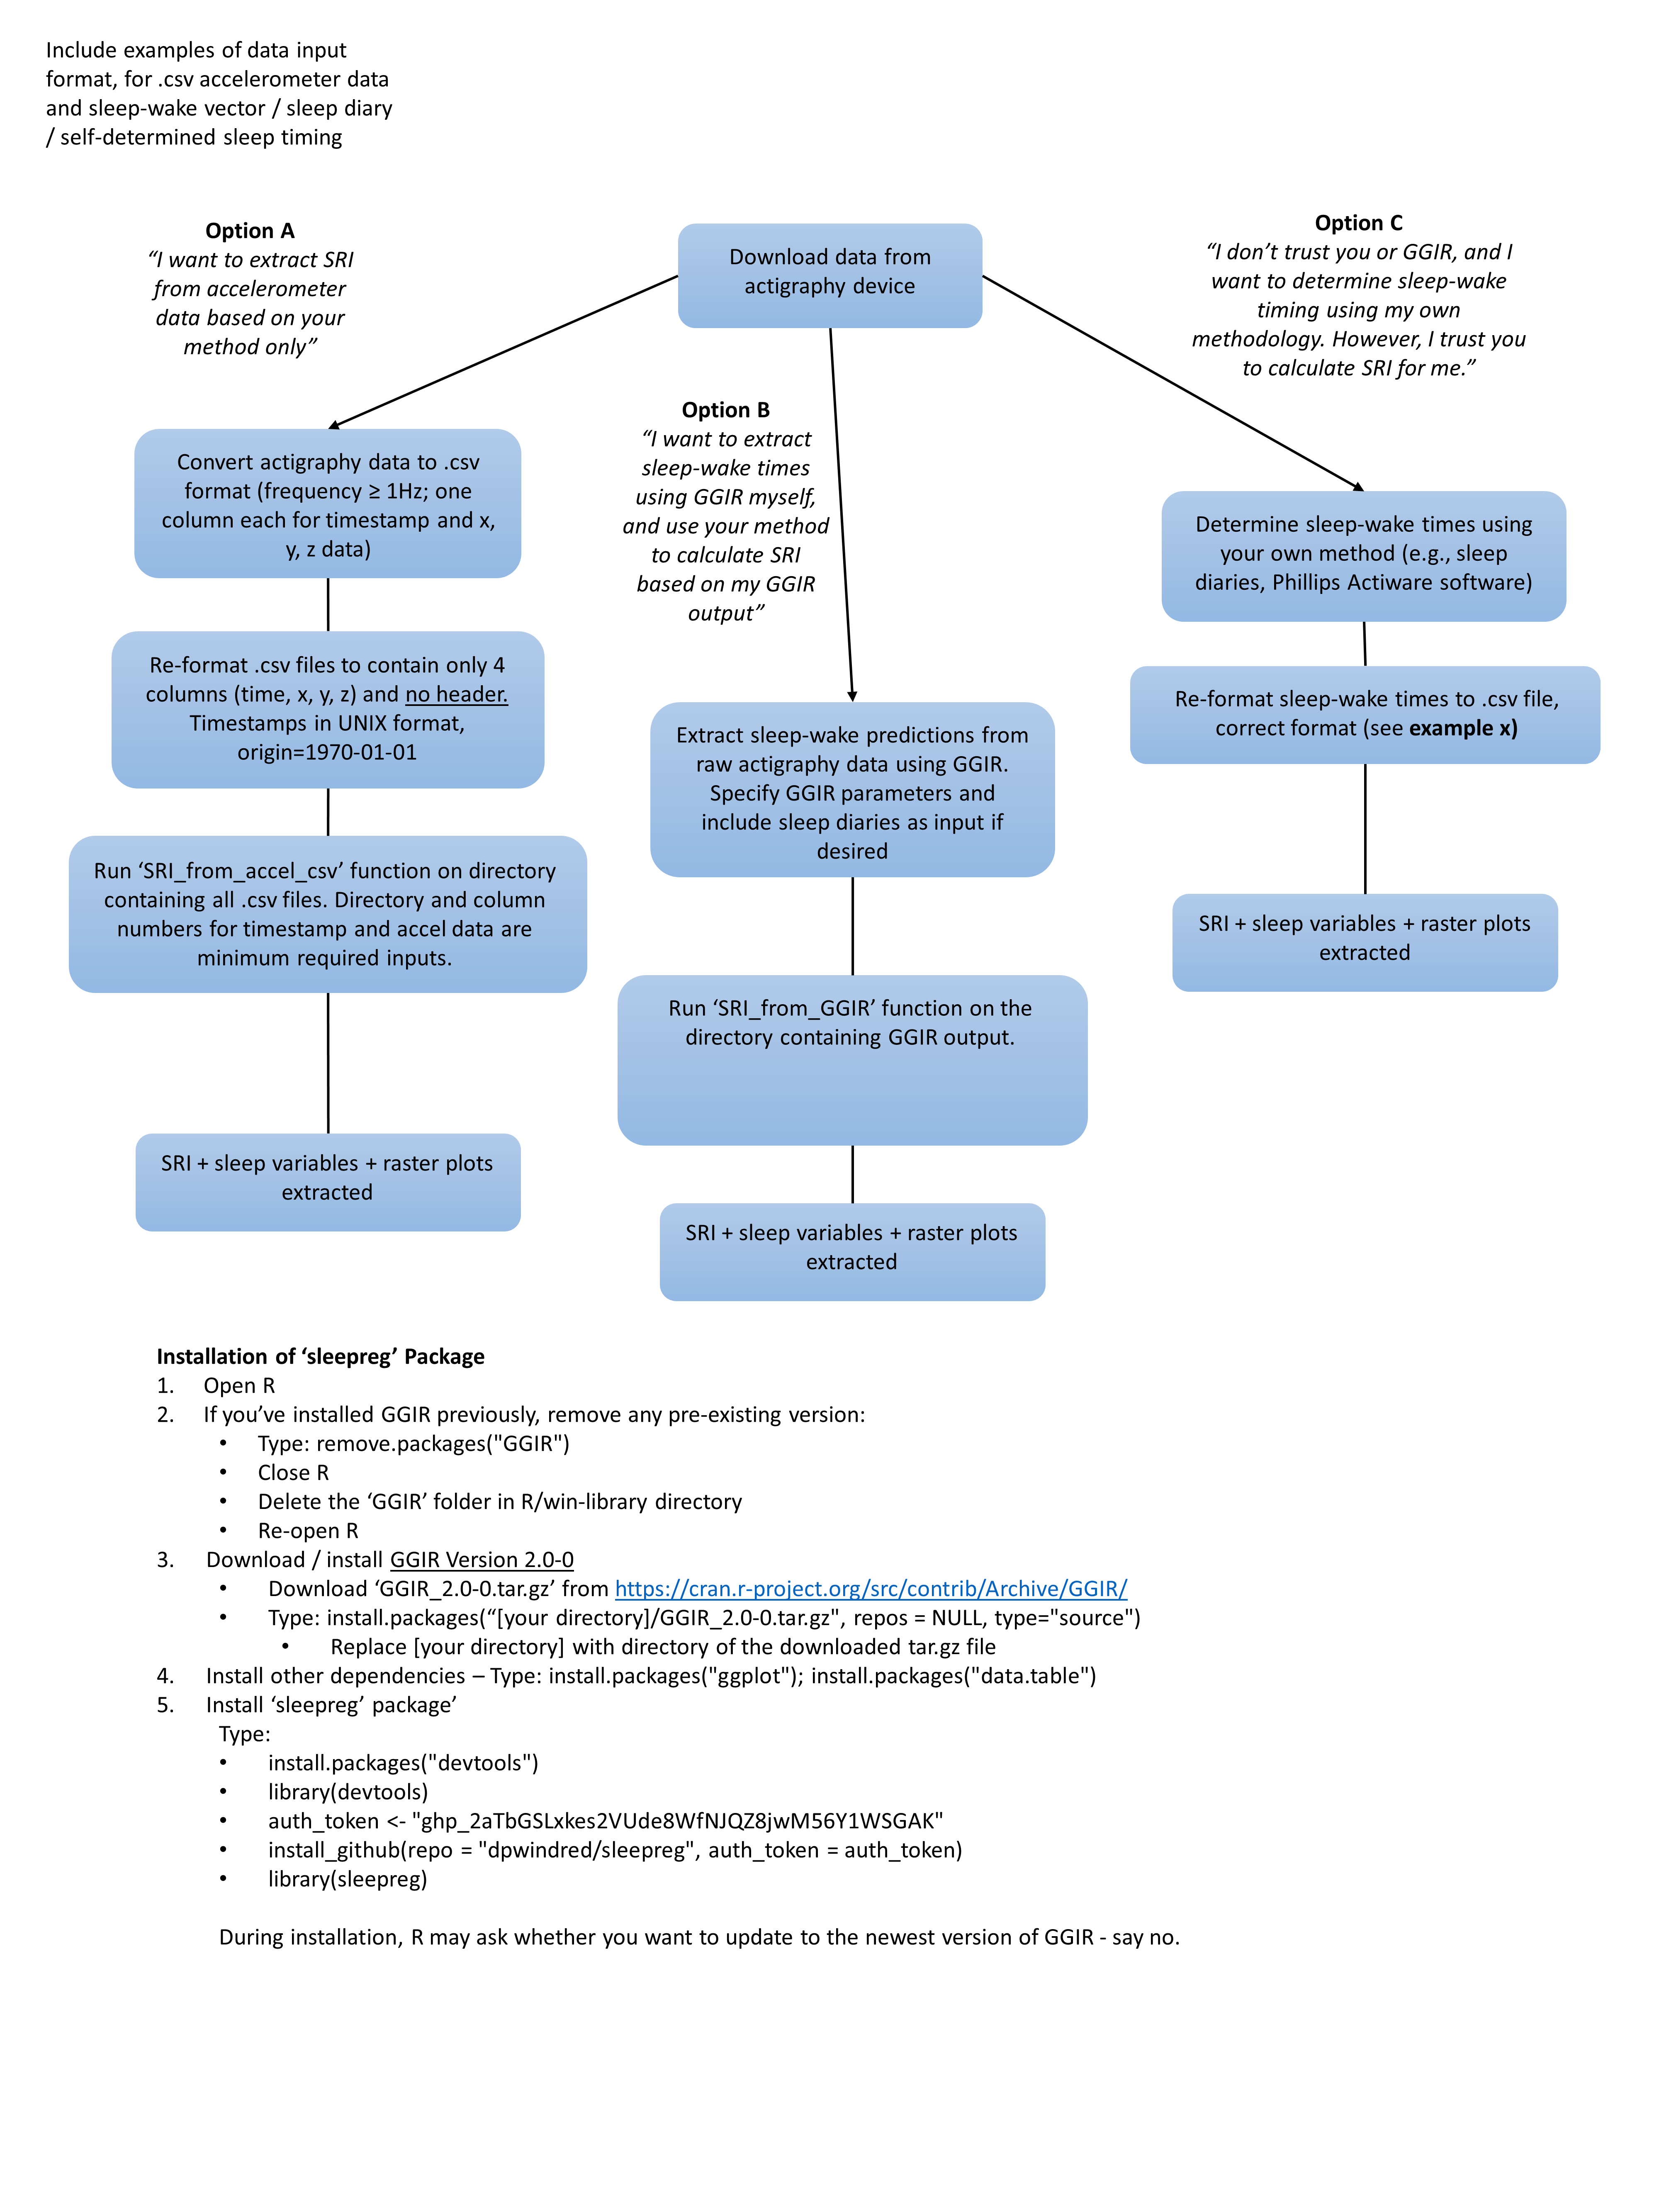 Include examples of data input
format, for .csv accelerometer data
and sleep-wake vector / sleep diary
/ self-determined sleep timing
Option A
“I want to extract SRI
from accelerometer
data based on your
method only”
Download data from
actigraphy device
Option C
“I don’t trust you or GGIR, and I
want to determine sleep-wake
timing using my own
methodology. However, I trust you
to calculate SRI for me.”
Option B
“I want to extract
sleep-wake times
using GGIR myself,
and use your method
to calculate SRI
based on my GGIR
output”
Convert actigraphy data to .csv
format (frequency ≥ 1Hz; one
column each for timestamp and x,
y, z data)
Re-format .csv files to contain only 4
columns (time, x, y, z) and no header.
Timestamps in UNIX format,
origin=1970-01-01
Run ‘SRI_from_accel_csv’ function on directory
containing all .csv files. Directory and column
numbers for timestamp and accel data are
minimum required inputs.
SRI + sleep variables + raster plots
extracted
Extract sleep-wake predictions from
raw actigraphy data using GGIR.
Specify GGIR parameters and
include sleep diaries as input if
desired
Run ‘SRI_from_GGIR’ function on the
directory containing GGIR output.
SRI + sleep variables + raster plots
extracted
Determine sleep-wake times using
your own method (e.g., sleep
diaries, Phillips Actiware software)
Re-format sleep-wake times to .csv file,
correct format (see example x)
SRI + sleep variables + raster plots
extracted
Installation of ‘sleepreg’ Package
1. Open R
2. If you’ve installed GGIR previously, remove any pre-existing version:
• Type: remove.packages("GGIR")
• Close R
• Delete the ‘GGIR’ folder in R/win-library directory
• Re-open R
3. Download / install GGIR Version 2.0-0
• Download ‘GGIR_2.0-0.tar.gz’ from https://cran.r-project.org/src/contrib/Archive/GGIR/
• Type: install.packages(“[your directory]/GGIR_2.0-0.tar.gz", repos = NULL, type="source")
• Replace [your directory] with directory of the downloaded tar.gz file
4. Install other dependencies – Type: install.packages("ggplot"); install.packages("data.table")
5. Install ‘sleepreg’ package’
Type:
• install.packages("devtools")
• library(devtools)
• auth_token <- "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"
• install_github(repo = "dpwindred/sleepreg", auth_token = auth_token)
• library(sleepreg)
During installation, R may ask whether you want to update to the newest version of GGIR - say no.